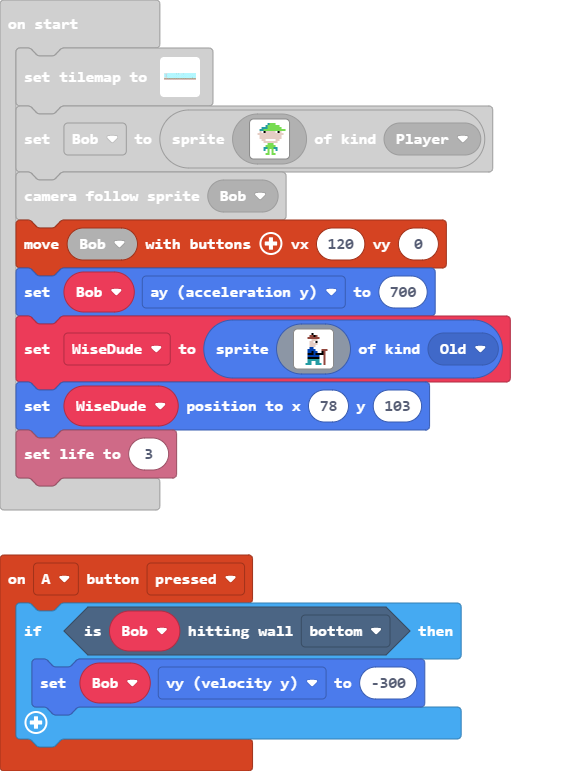 on start
set tilemap to
set Bob to sprite of kind Player
camera follow sprite Bob
move Bob with buttons vx 120 vy 0
set Bob ay (acceleration y) to 700
set WiseDude to sprite of kind Old
set WiseDude position to x 78 y 103
set life to 3
on A button pressed
if is Bob hitting wall bottom then
set Bob vy (velocity y) to -300